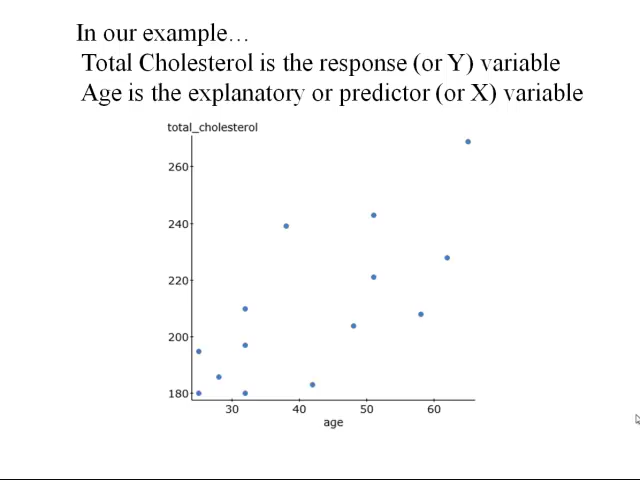 In our example…
Total Cholesterol is the response (or Y) variable
Age is the explanatory or predictor (or X) variable
total_cholesterol
260
240
220
200
180
30 40 50 60
age